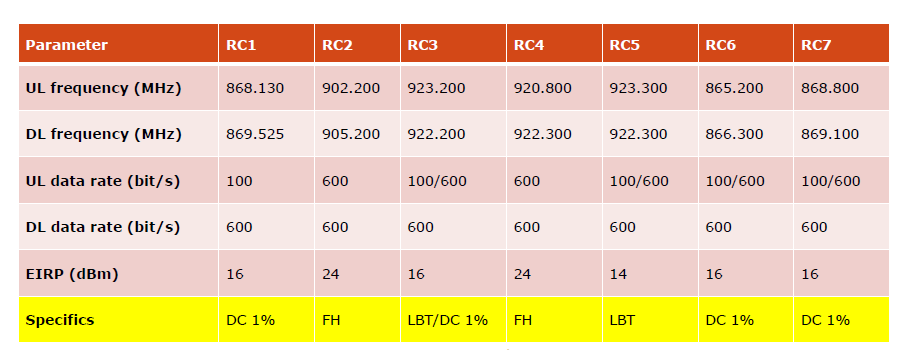 Parameter RC1 RC2 RC3 RC4 RC5 RC6 RC7
UL frequency (MHz) 868.130 902.200 923.200 920.800 923.300 865.200 868.800
DL frequency (MHz) 869.525 905.200 922.200 922.300 922.300 866.300 869.100
UL data rate (bit/s) 100 600 100/600 600 100/600 100/600 100/600
DL data rate (bit/s) 600 600 600 600 600 600 600
EIRP (dBm) 16 24 16 24 14 16 16
Specifics DC 1% FH LBT/DC 1% FH LBT DC 1% DC 1%